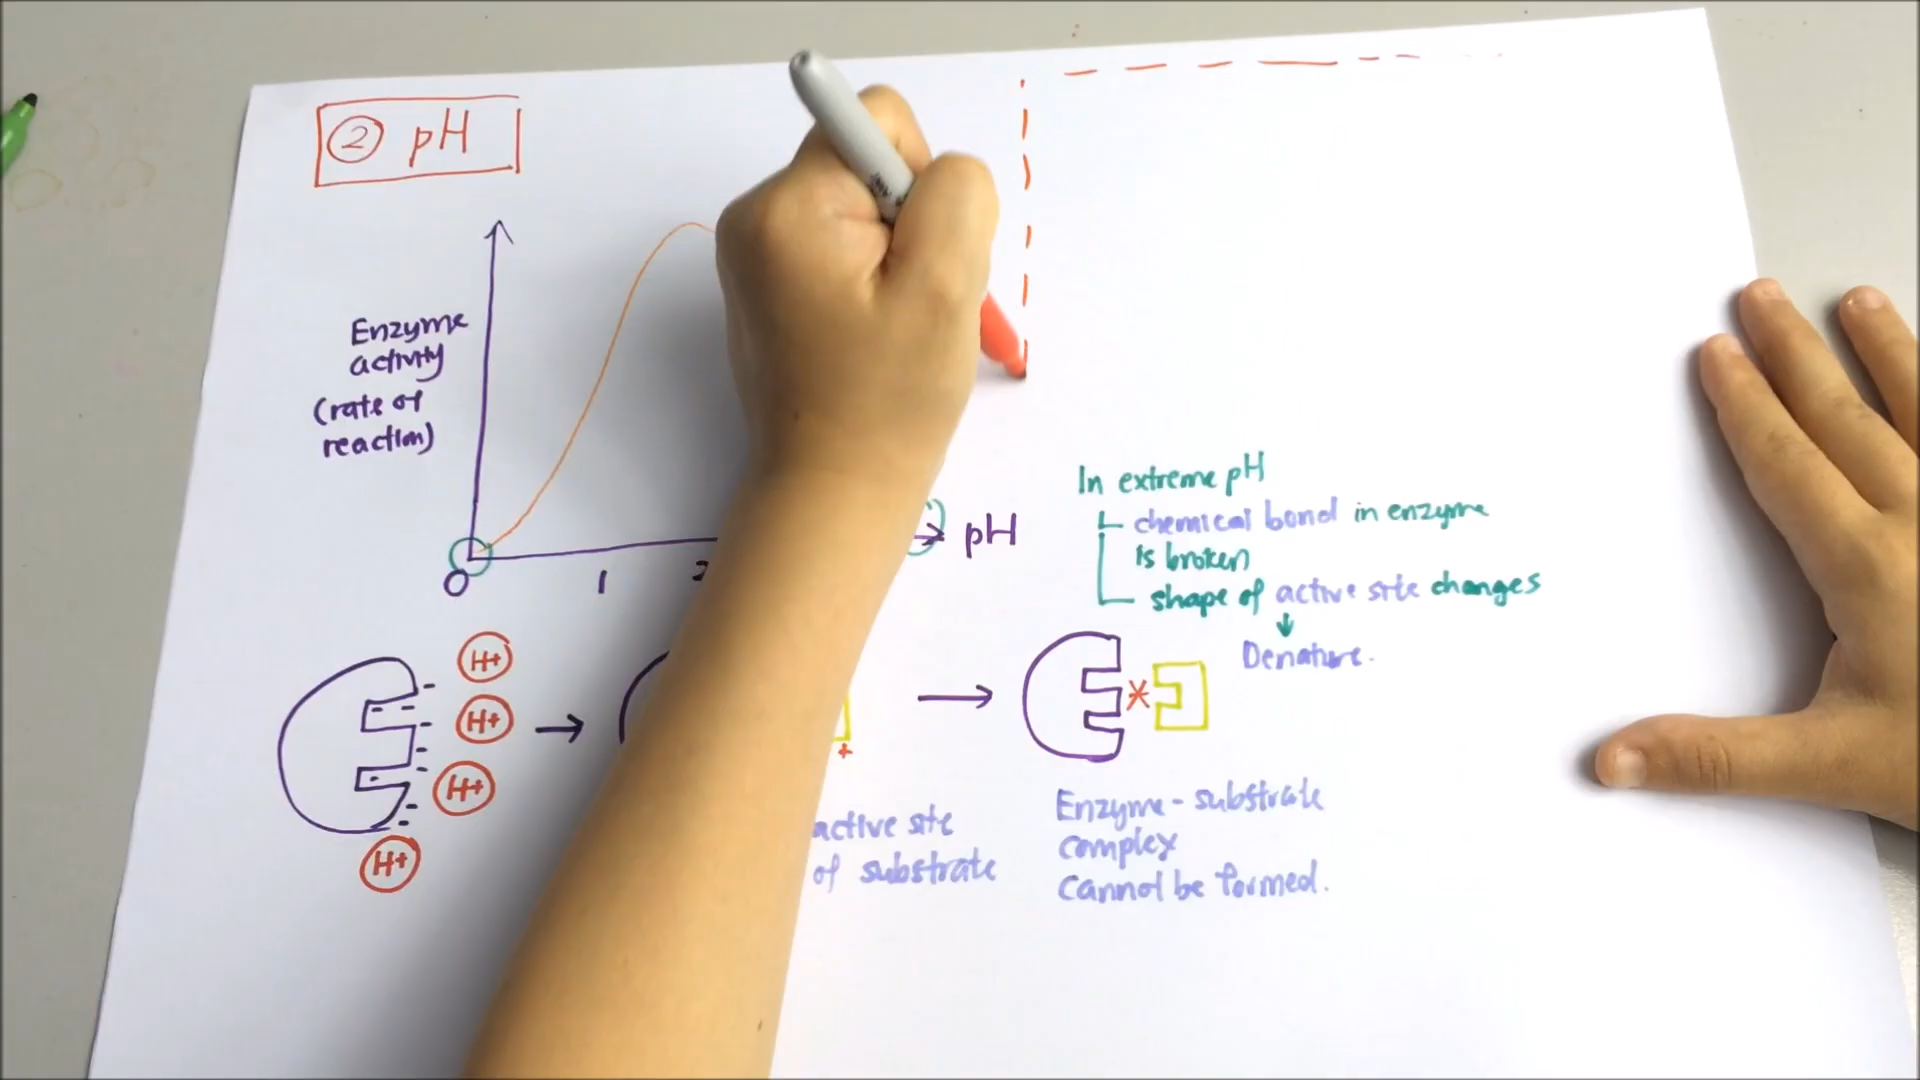 2 pH
Enzyme
activity
(rate of
reaction)
pH
0 1 2
In extreme pH
chemical bond in enzyme
is broken
shape of active site changes
Denature.
H+
H+
H+
H+
- - - - - - - - -
+
active site
of substrate
Enzyme-substrate
complex
cannot be formed.